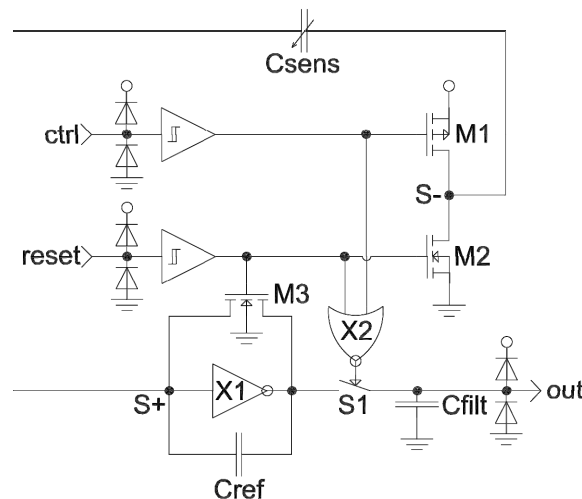 Csens
ctrl
M1
S-
reset
M2
M3
X2
X1
S+
S1
Cfilt
out
Cref